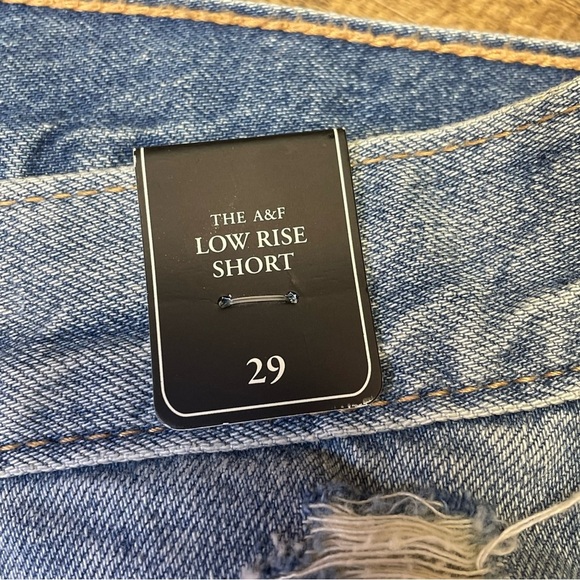 THE A&F
LOW RISE
SHORT
29